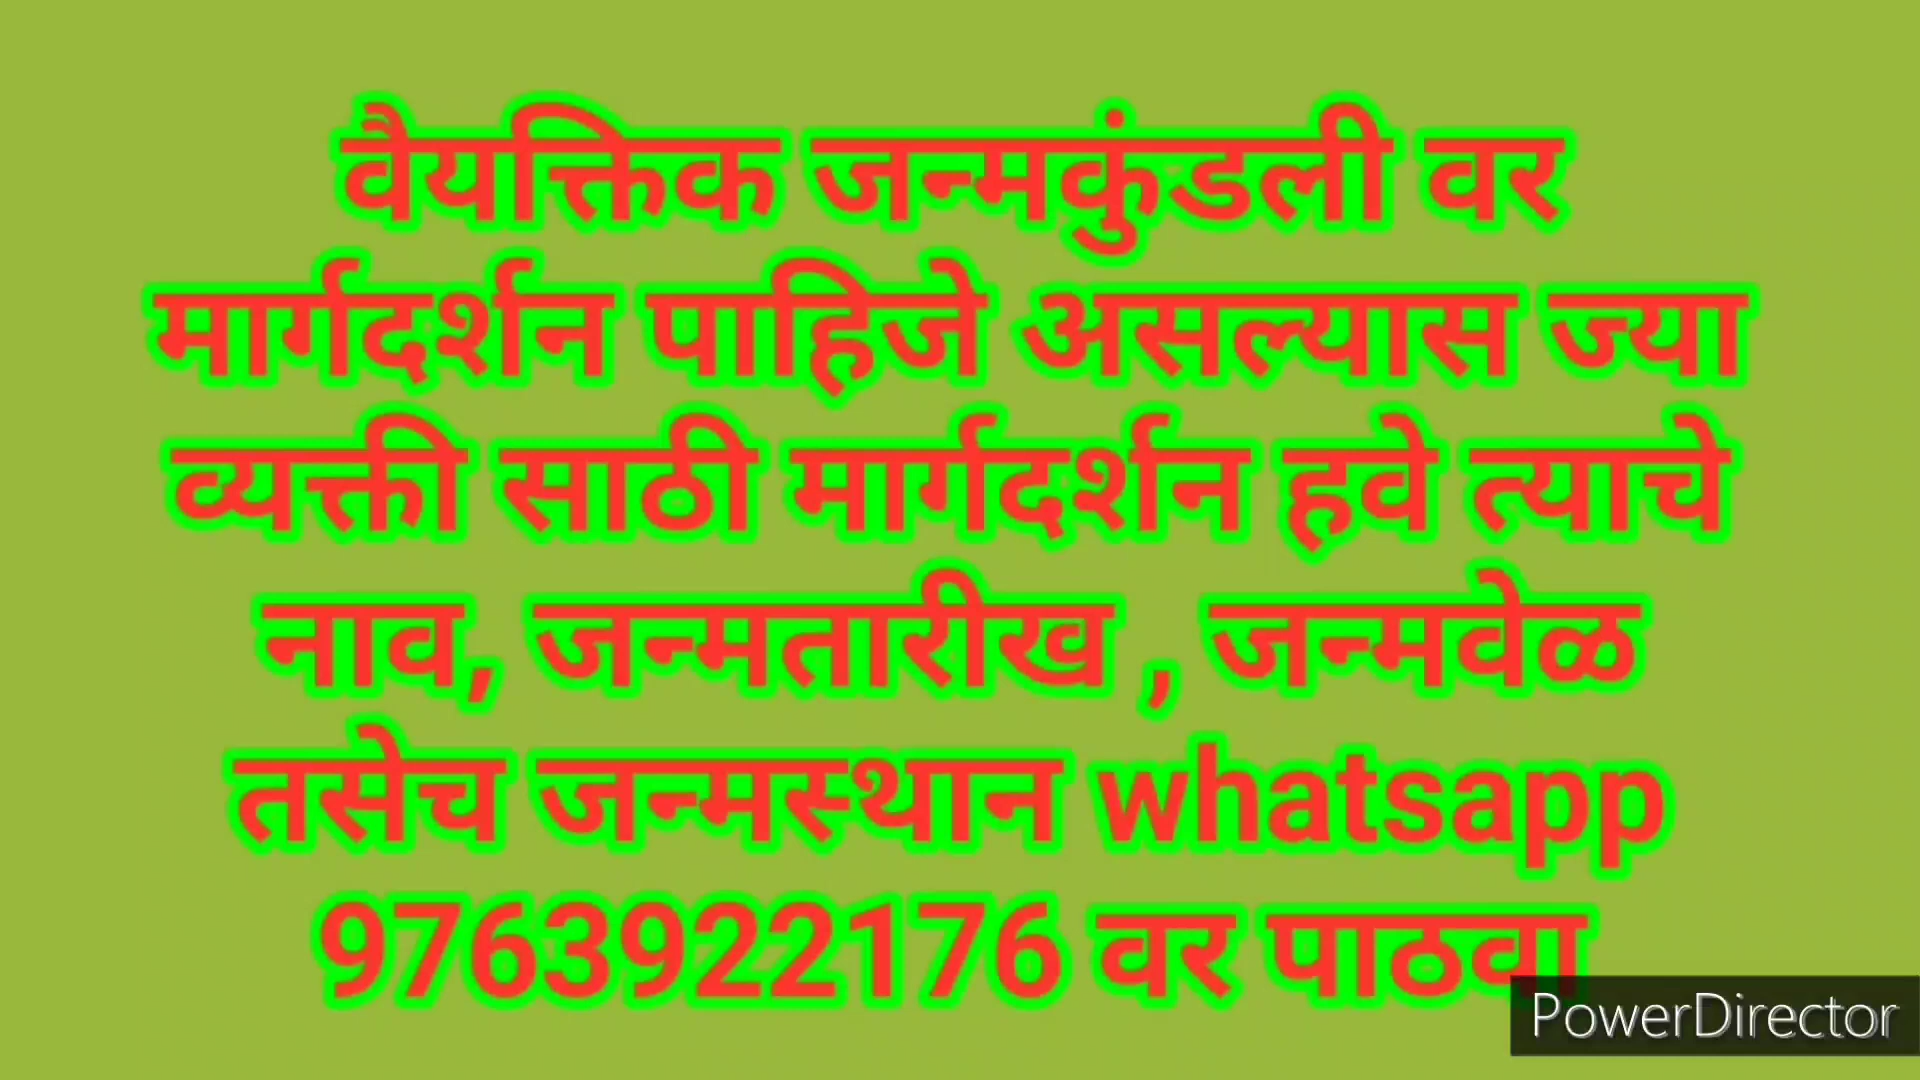 वैयक्तिक जन्मकुंडली वर
मार्गदर्शन पाहिजे असल्यास ज्या
व्यक्ती साठी मार्गदर्शन हवे त्याचे
नाव, जन्मतारीख , जन्मवेळ
तसेच जन्मस्थान whatsapp
9763922176 वर पाठवा
PowerDirector